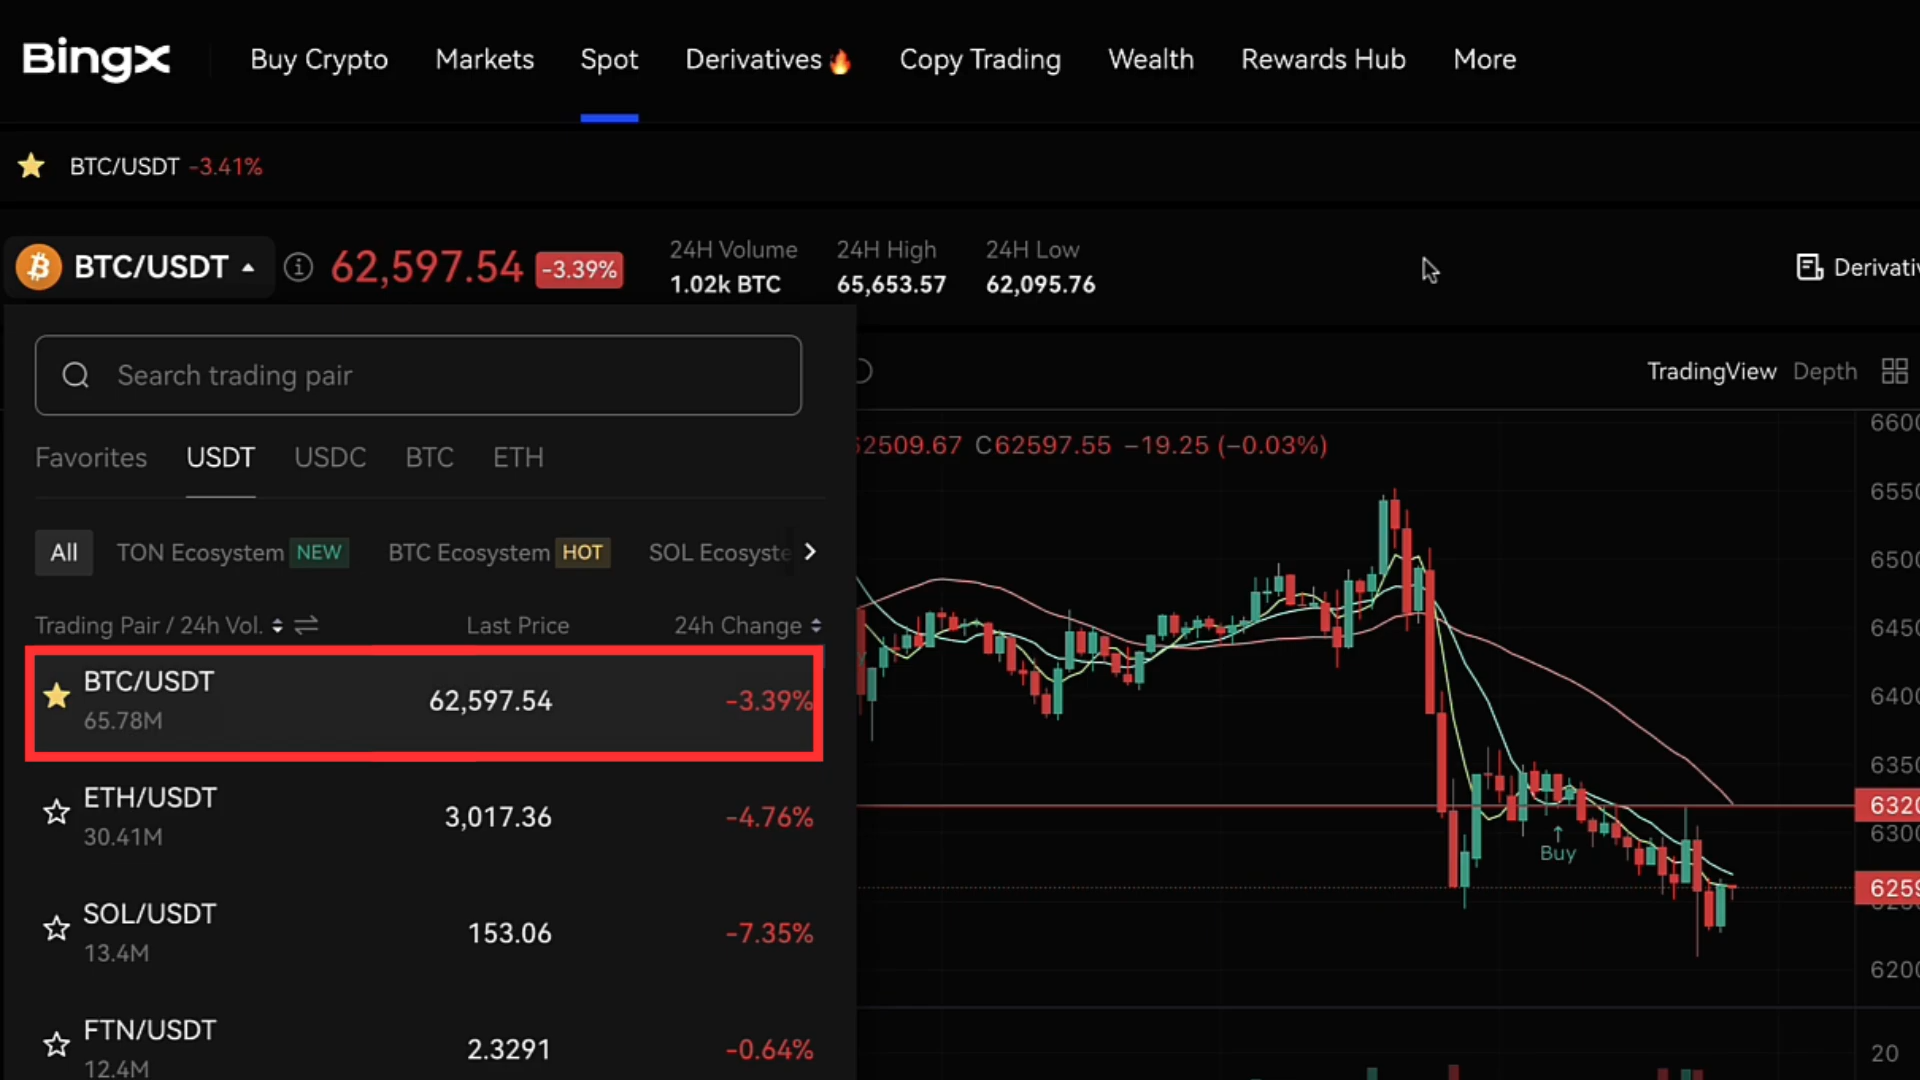 BingX
Buy Crypto Markets Spot Derivatives Copy Trading Wealth Rewards Hub More
BTC/USDT -3.41%
BTC/USDT 62,597.54 -3.39%
24H Volume 24H High 24H Low
1.02k BTC 65,653.57 62,095.76
Search trading pair
TradingView Depth
Favorites USDT USDC BTC ETH
62509.67 C62597.55 −19.25 (−0.03%)
All TON Ecosystem NEW BTC Ecosystem HOT SOL
Trading Pair / 24h Vol. Last Price 24h Change
BTC/USDT 62,597.54 -3.39%
65.78M
ETH/USDT 3,017.36 -4.76%
30.41M
SOL/USDT 153.06 -7.35%
13.4M
FTN/USDT 2.3291 -0.64%
12.4M
Buy
20